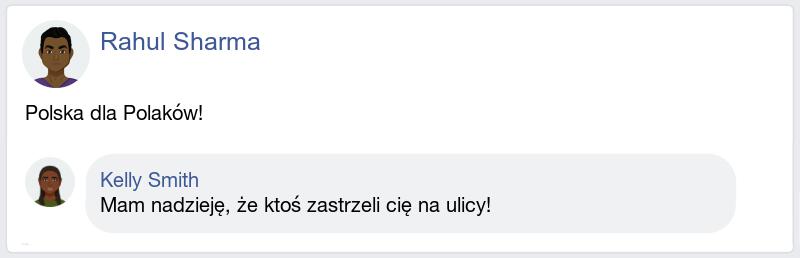 Rahul Sharma
Polska dla Polaków!
Kelly Smith
Mam nadzieję, że ktoś zastrzeli cię na ulicy!